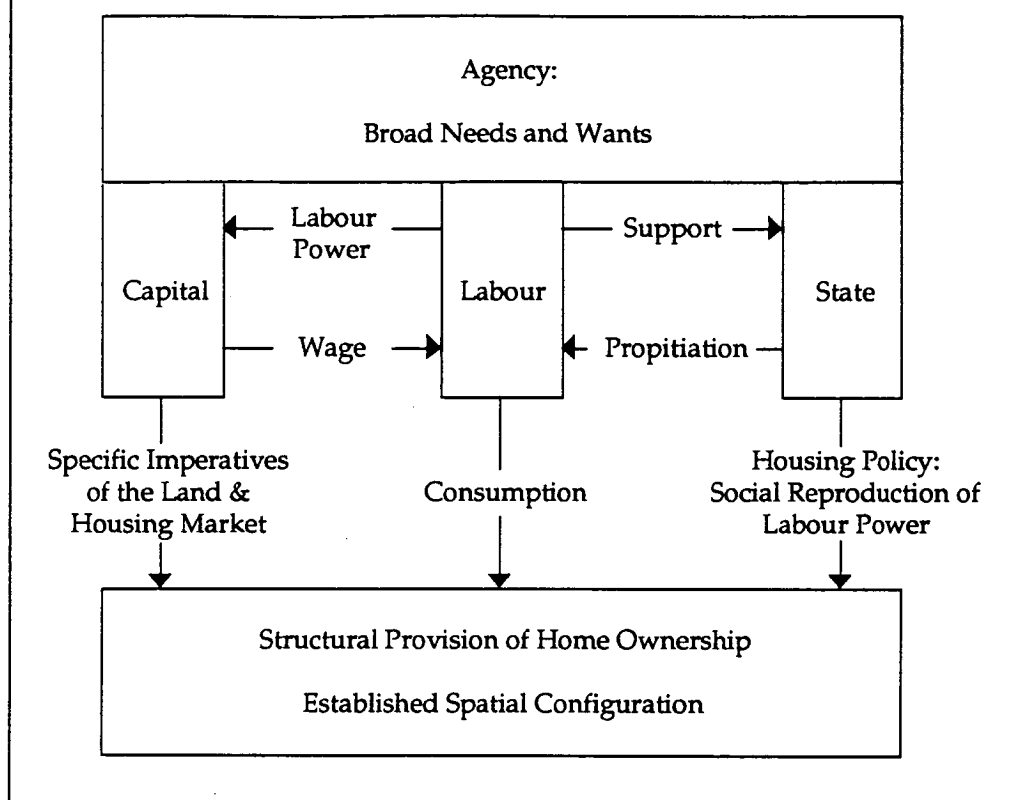 Agency:
Broad Needs and Wants
Labour
Power
Support
Capital
Labour
State
Wage
Propitiation
Specific Imperatives
of the Land &
Housing Market
Consumption
Housing Policy:
Social Reproduction of
Labour Power
Structural Provision of Home Ownership
Established Spatial Configuration